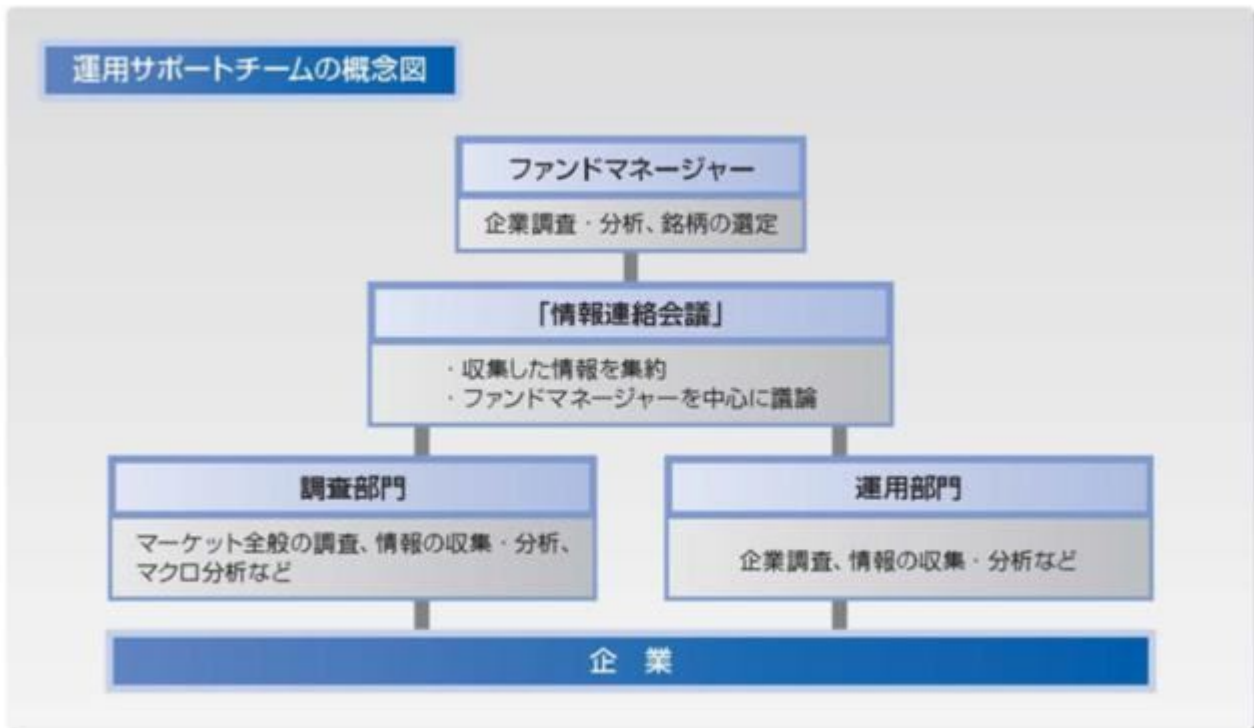 運用サポートチームの概念図
ファンドマネージャー
企業調査・分析、銘柄の選定
「情報連絡会議」
・収集した情報を集約
・ファンドマネージャーを中心に議論
調査部門
マーケット全般の調査、情報の収集・分析、
マクロ分析など
運用部門
企業調査、情報の収集・分析など
企 業